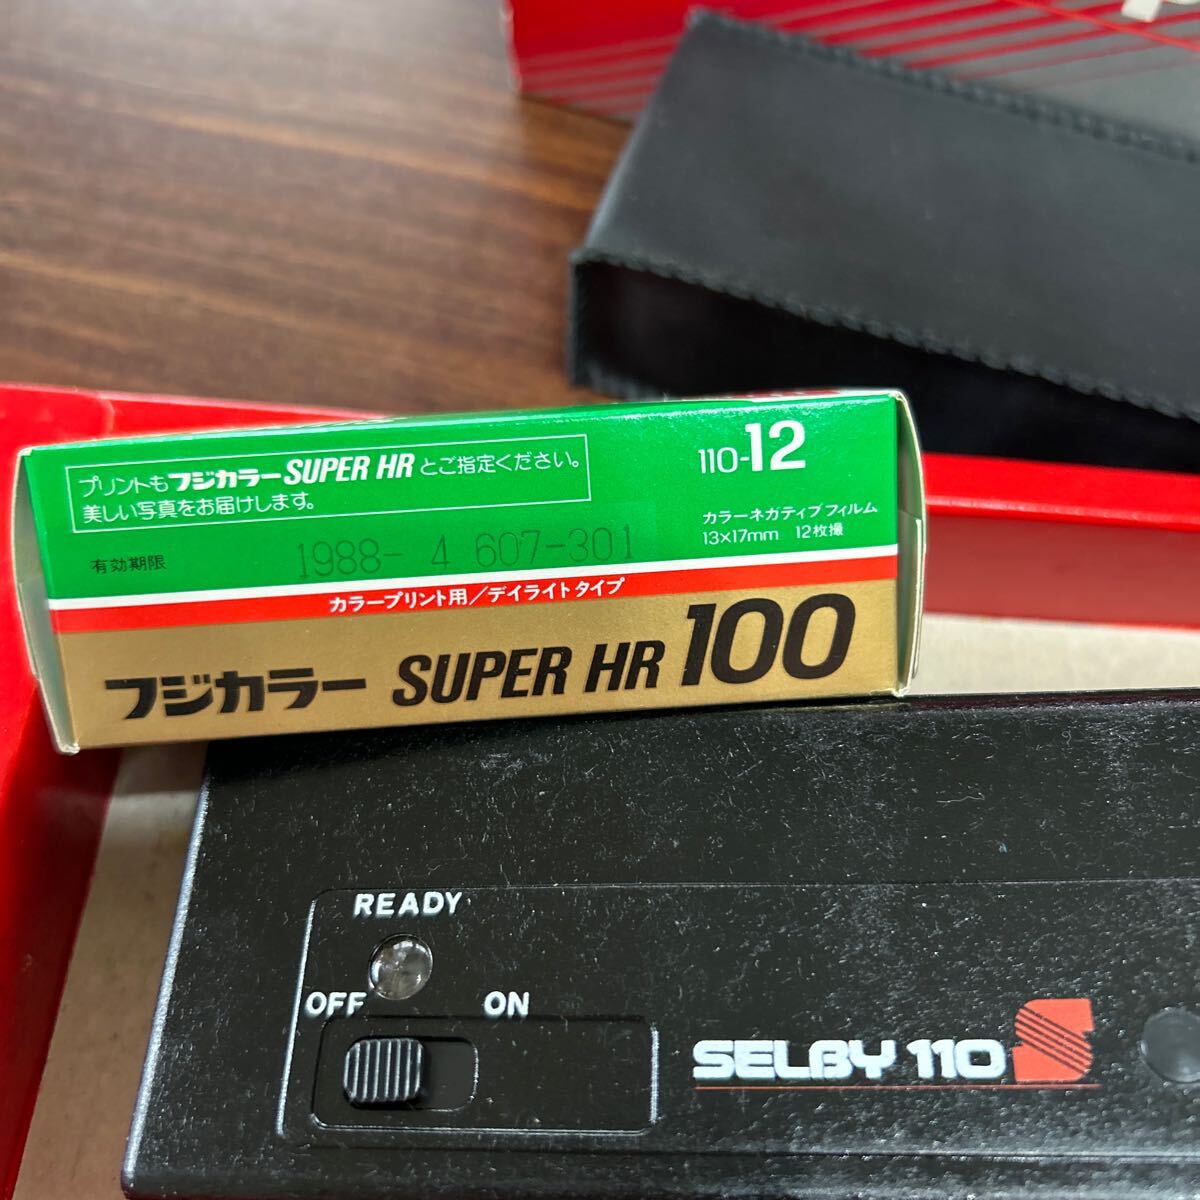 プリントもフジカラーSUPER HRとご指定ください。
美しい写真をお届けします。
110-12
カラーネガティブフィルム
13×17mm 12枚撮
有効期限 1988- 4 607-301
カラープリント用/デイライトタイプ
フジカラー SUPER HR 100
READY
OFF ON
SELBY 110